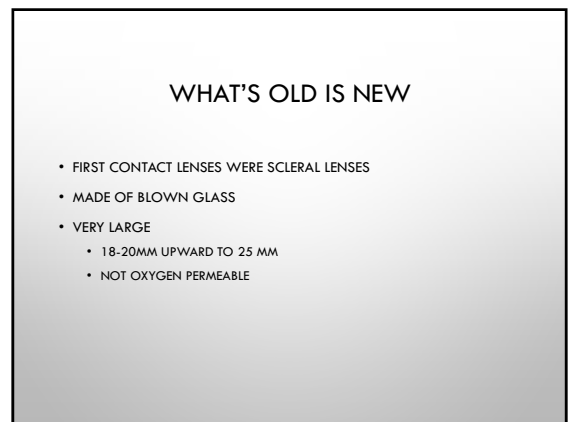 WHAT'S OLD IS NEW
• FIRST CONTACT LENSES WERE SCLERAL LENSES
• MADE OF BLOWN GLASS
• VERY LARGE
• 18-20MM UPWARD TO 25 MM
• NOT OXYGEN PERMEABLE